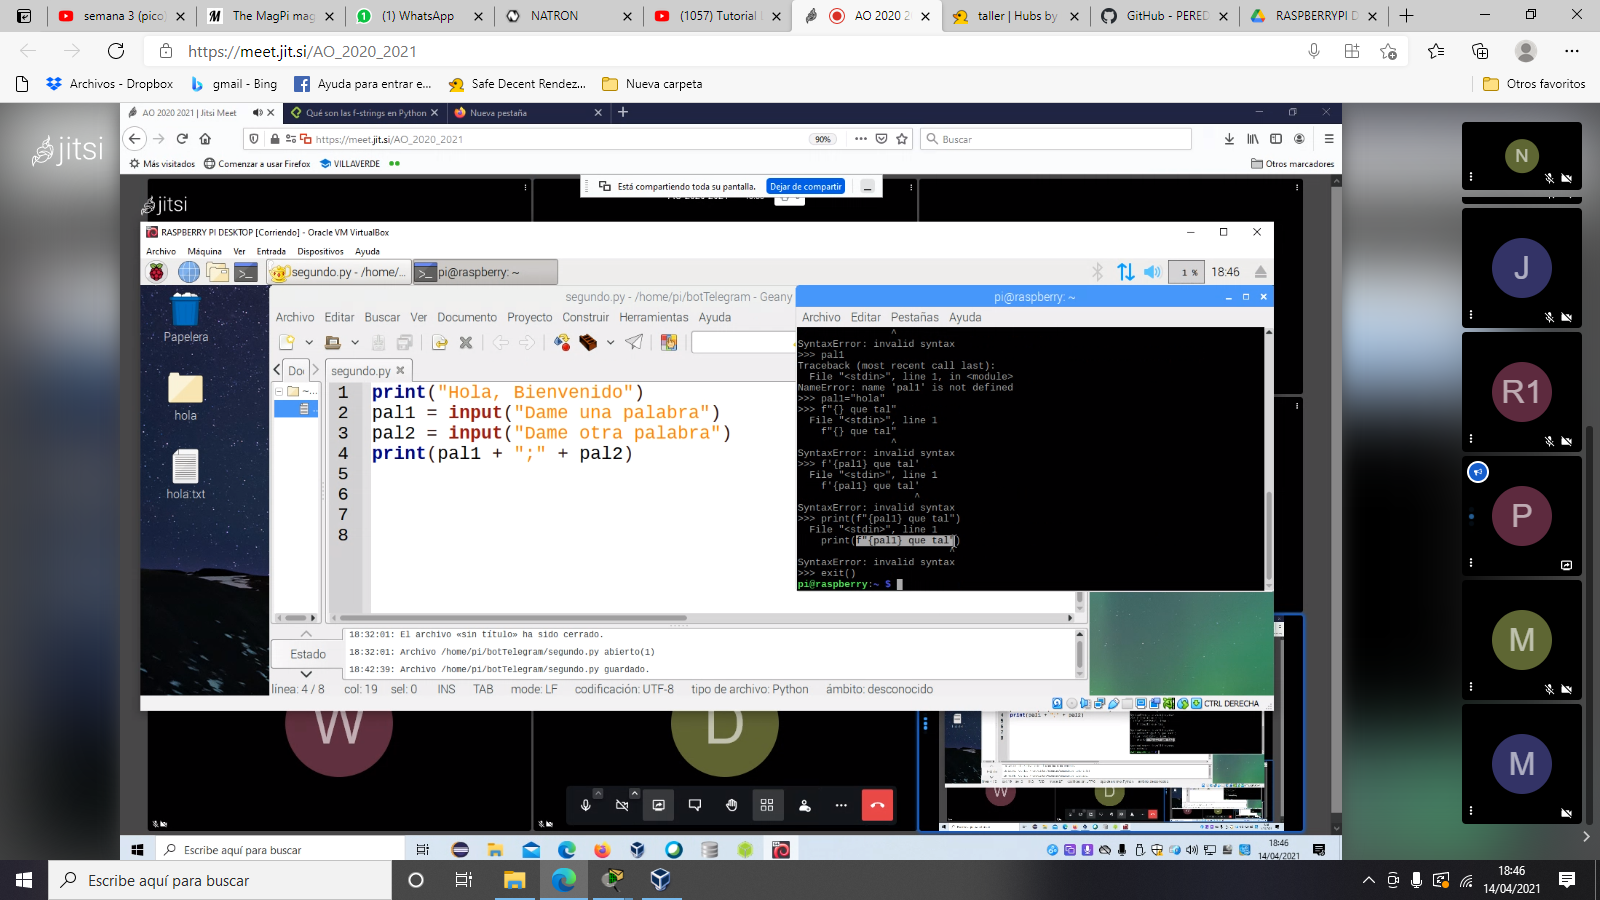 semana 3 (pico)
The MagPi mag
(1) WhatsApp
NATRON
(1057) Tutorial
AO 2020 2
taller | Hubs by
GitHub - PERED
RASPBERRYPI D
https://meet.jit.si/AO_2020_2021
Archivos - Dropbox
gmail - Bing
Ayuda para entrar e...
Safe Decent Rendez...
Nueva carpeta
Otros favoritos
jitsi
AO 2020 2021 | Jitsi Meet
Qué son las f-strings en Python
Nueva pestaña
https://meet.jit.si/AO_2020_2021
90%
Buscar
Más visitados
Comenzar a usar Firefox
VILLAVERDE
Otros marcadores
Está compartiendo toda su pantalla.
Dejar de compartir
jitsi
RASPBERRY PI DESKTOP [Corriendo] - Oracle VM VirtualBox
Archivo Máquina Ver Entrada Dispositivos Ayuda
segundo.py - /home/...
pi@raspberry: ~
1 %
18:46
Papelera
hola
hola.txt
segundo.py - /home/pi/botTelegram - Geany
Archivo Editar Buscar Ver Documento Proyecto Construir Herramientas Ayuda
segundo.py
1 print("Hola, Bienvenido")
2 pal1 = input("Dame una palabra")
3 pal2 = input("Dame otra palabra")
4 print(pal1 + ";" + pal2)
5
6
7
8
Estado
18:32:01: El archivo «sin título» ha sido cerrado.
18:32:01: Archivo /home/pi/botTelegram/segundo.py abierto(1)
18:42:39: Archivo /home/pi/botTelegram/segundo.py guardado.
línea: 4 / 8 col: 19 sel: 0 INS TAB mode: LF codificación: UTF-8 tipo de archivo: Python ámbito: desconocido
pi@raspberry: ~
Archivo Editar Pestañas Ayuda
^
SyntaxError: invalid syntax
>>> pal1
Traceback (most recent call last):
File "<stdin>", line 1, in <module>
NameError: name 'pal1' is not defined
>>> pal1="hola"
>>> f"{} que tal"
File "<stdin>", line 1
f"{} que tal"
^
SyntaxError: invalid syntax
>>> f'{pal1} que tal'
File "<stdin>", line 1
f'{pal1} que tal'
^
SyntaxError: invalid syntax
>>> print(f"{pal1} que tal")
File "<stdin>", line 1
print(f"{pal1} que tal")
^
SyntaxError: invalid syntax
>>> exit()
pi@raspberry:~ $
CTRL DERECHA
W
D
N
J
R1
P
M
M
Escribe aquí para buscar
18:46
14/04/2021
Escribe aquí para buscar
18:46
14/04/2021